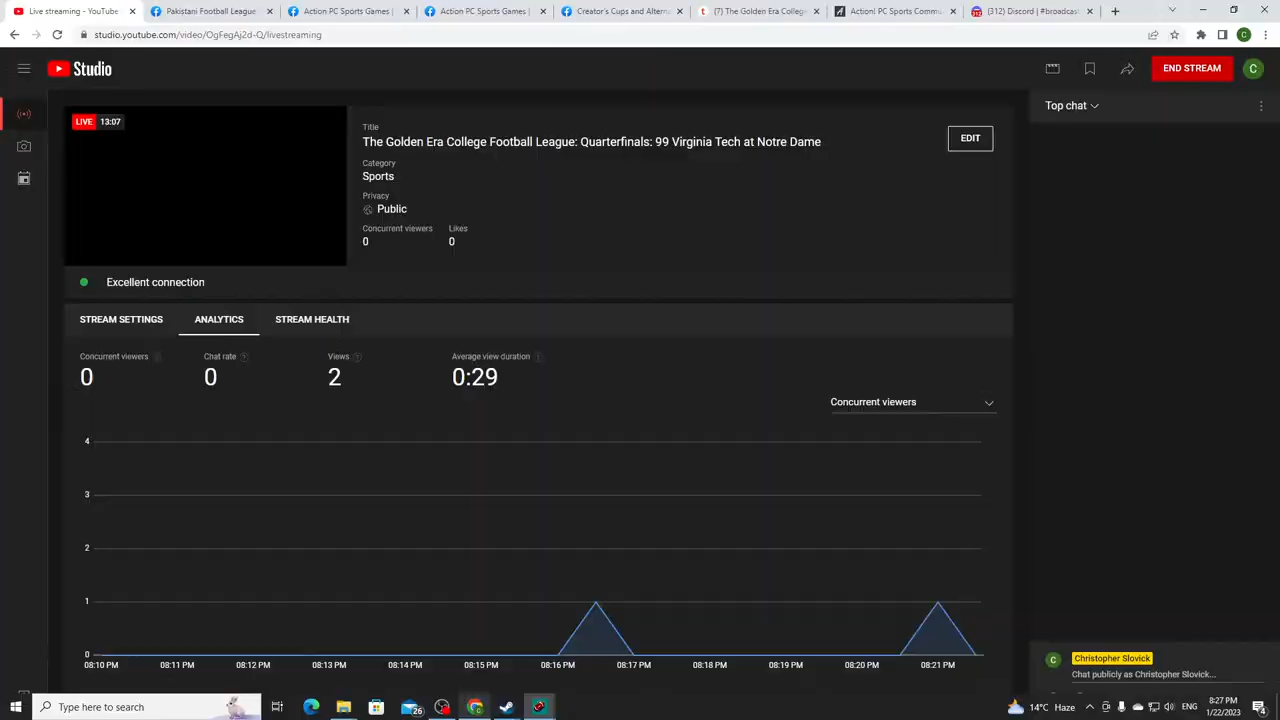 Live streaming - YouTube
Pakistani Football League
Action PC Sports Games |
Action PC Sports Games |
Creator's Cups and Alterna
(7) The Golden Era College
Action! PC Sports Commu
(312) Discord | #broadcast
studio.youtube.com/video/OgFegAj2d-Q/livestreaming
C
Studio
END STREAM
C
LIVE 13:07
Title
The Golden Era College Football League: Quarterfinals: 99 Virginia Tech at Notre Dame
EDIT
Category
Sports
Privacy
Public
Concurrent viewers Likes
0 0
Excellent connection
Top chat
STREAM SETTINGS ANALYTICS STREAM HEALTH
Concurrent viewers Chat rate Views Average view duration
0 0 2 0:29
Concurrent viewers
4
3
2
1
0
08:10 PM 08:11 PM 08:12 PM 08:13 PM 08:14 PM 08:15 PM 08:16 PM 08:17 PM 08:18 PM 08:19 PM 08:20 PM 08:21 PM
C Christopher Slovick
Chat publicly as Christopher Slovick...
Type here to search
26
14°C Haze
ENG
8:27 PM
1/22/2023
4